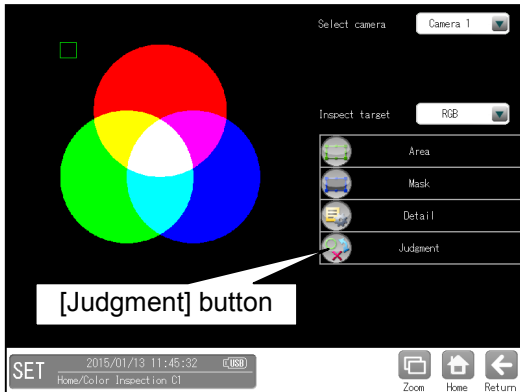 Select camera
Camera 1
Inspect target
RGB
Area
Mask
Detail
Judgment
[Judgment] button
SET
2015/01/13 11:45:32
USB
Home/Color Inspection C1
Zoom
Home
Return